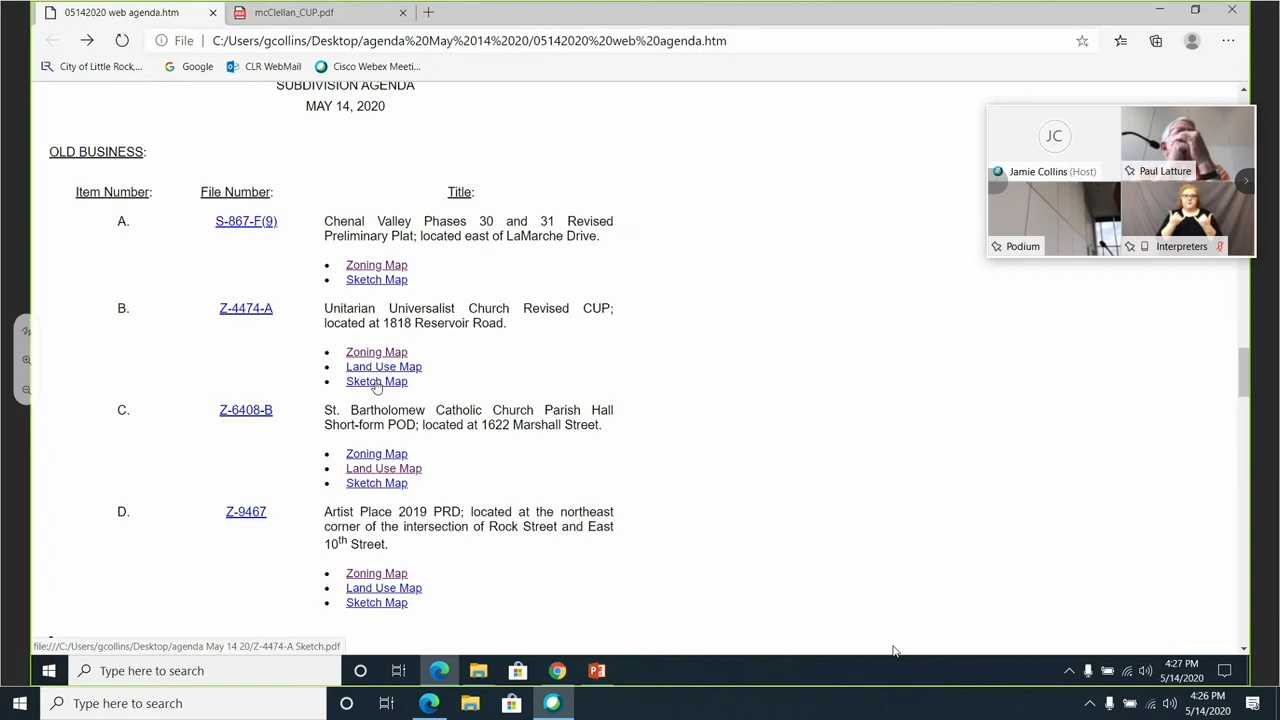 05142020 web agenda.htm
mcClellan_CUP.pdf
File
C:/Users/gcollins/Desktop/agenda%20May%2014%2020/05142020%20web%20agenda.htm
City of Little Rock,...
Google
CLR WebMail
Cisco Webex Meeti...
SUBDIVISION AGENDA
MAY 14, 2020
OLD BUSINESS:
Item Number: File Number: Title:
A. S-867-F(9) Chenal Valley Phases 30 and 31 Revised
Preliminary Plat; located east of LaMarche Drive.
• Zoning Map
• Sketch Map
B. Z-4474-A Unitarian Universalist Church Revised CUP;
located at 1818 Reservoir Road.
• Zoning Map
• Land Use Map
• Sketch Map
C. Z-6408-B St. Bartholomew Catholic Church Parish Hall
Short-form POD; located at 1622 Marshall Street.
• Zoning Map
• Land Use Map
• Sketch Map
D. Z-9467 Artist Place 2019 PRD; located at the northeast
corner of the intersection of Rock Street and East
10th Street.
• Zoning Map
• Land Use Map
• Sketch Map
JC
Jamie Collins (Host)
Paul Latture
Podium
Interpreters
file:///C:/Users/gcollins/Desktop/agenda May 14 20/Z-4474-A Sketch.pdf
Type here to search
4:27 PM
5/14/2020
Type here to search
4:26 PM
5/14/2020